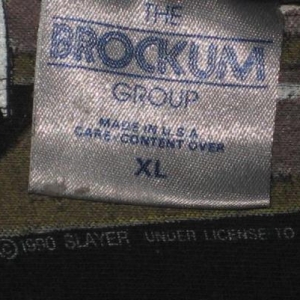 THE
BROCKUM
GROUP
MADE IN U.S.A.
CARE/CONTENT OVER
XL
©1990 SLAYER UNDER LICENSE TO